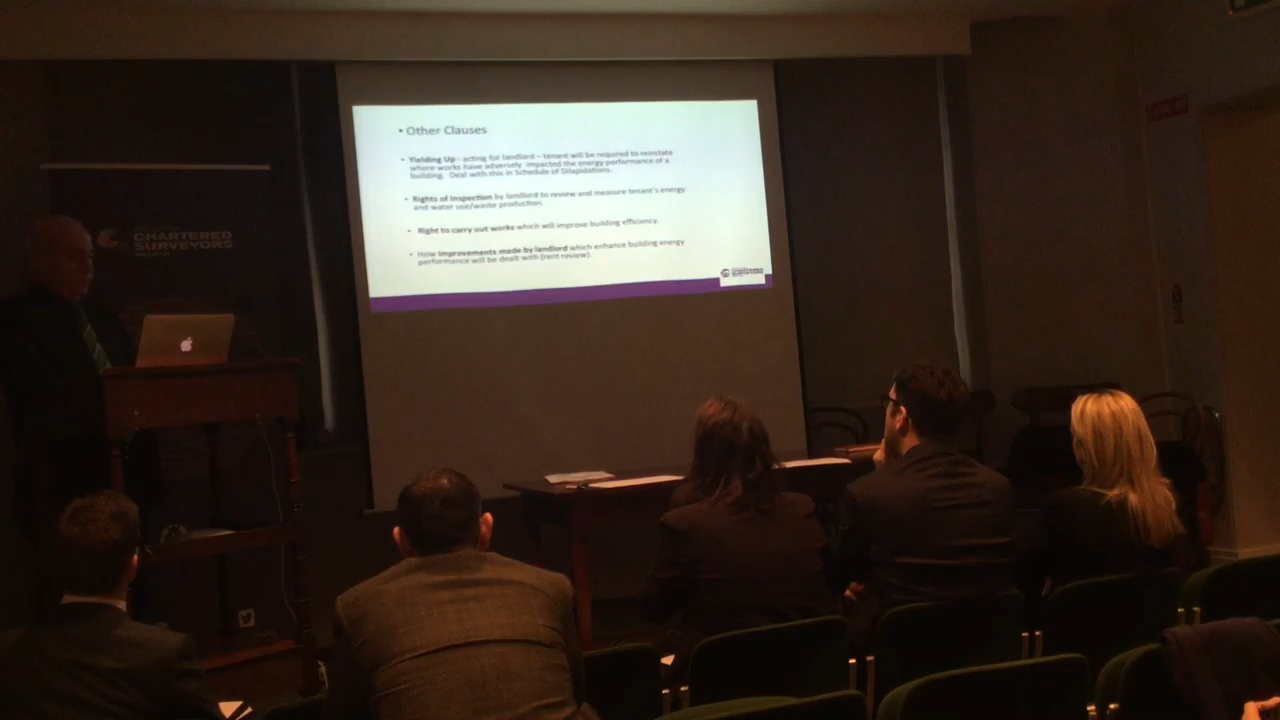 • Other Clauses
• Yielding Up - acting for landlord – tenant will be required to reinstate
where works have adversely impacted the energy performance of a
building. Deal with this in Schedule of Dilapidations.
• Rights of Inspection by landlord to review and measure tenant's energy
and water use/waste production.
• Right to carry out works which will improve building efficiency.
• How improvements made by landlord which enhance building energy
performance will be dealt with (rent review).
CHARTERED
SURVEYORS